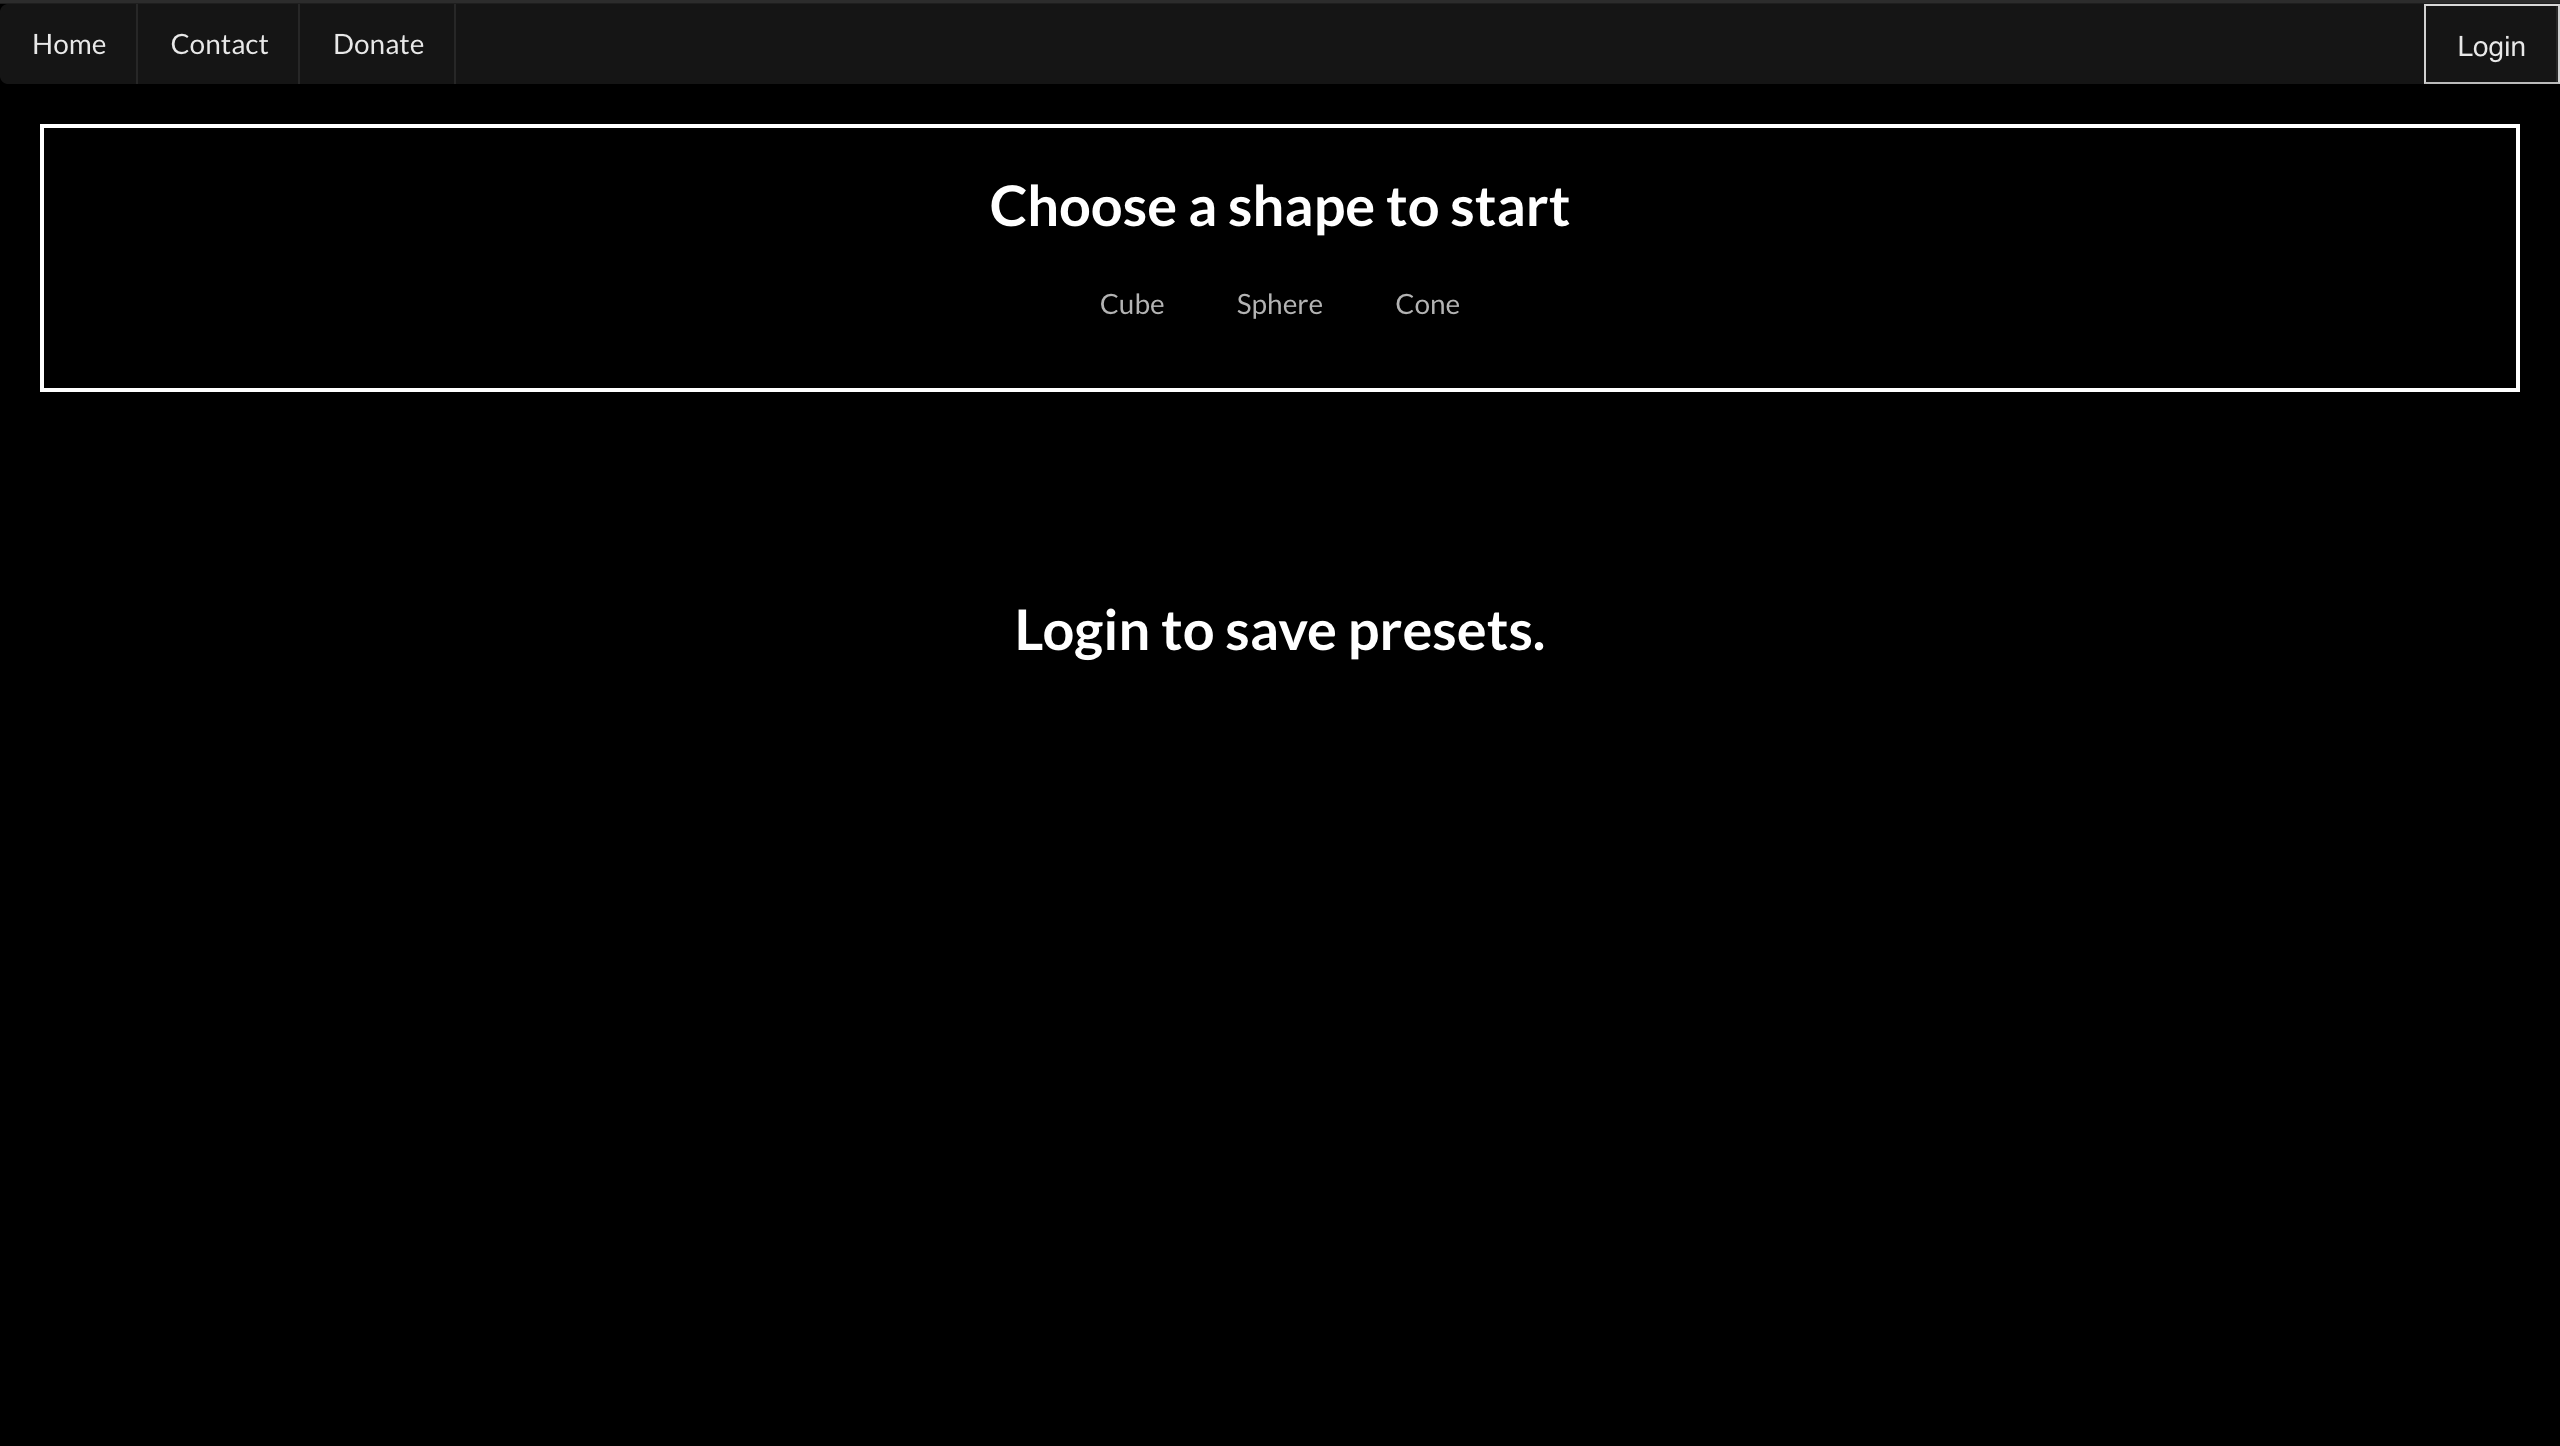 Home Contact Donate Login
Choose a shape to start
Cube Sphere Cone
Login to save presets.